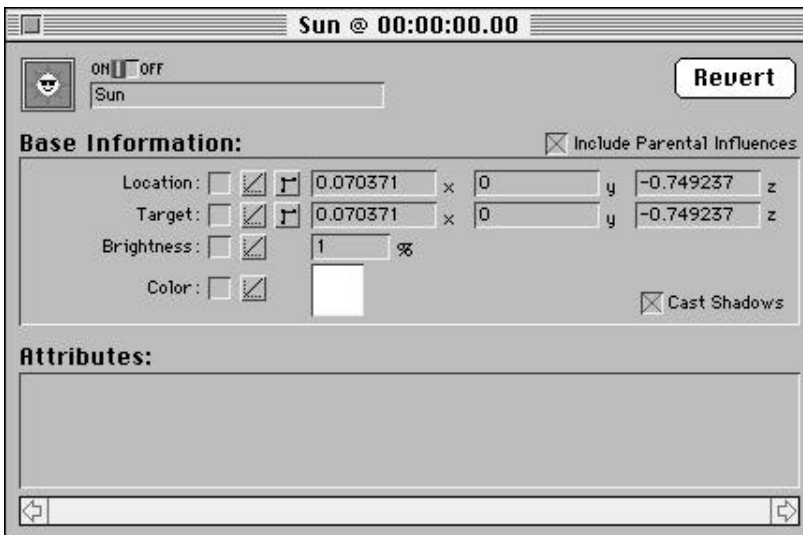 Sun @ 00:00:00.00
ON OFF
Sun
Revert
Base Information:
Include Parental Influences
Location: 0.070371 x 0 y -0.749237 z
Target: 0.070371 x 0 y -0.749237 z
Brightness: 1 %
Color:
Cast Shadows
Attributes: